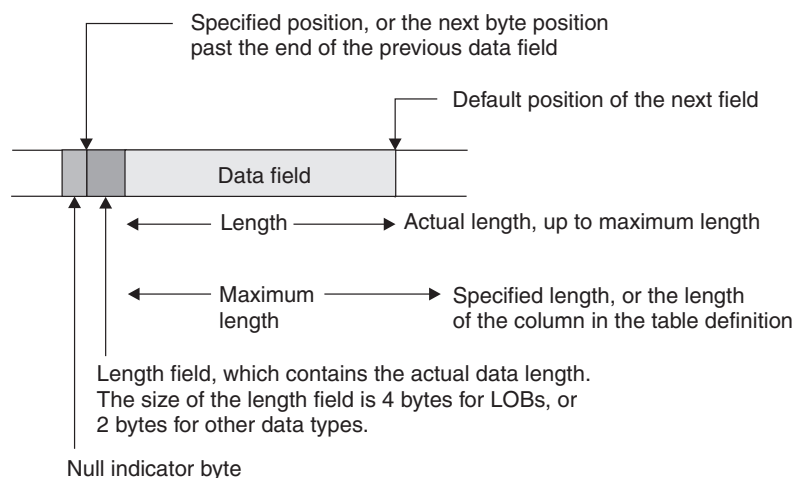 Specified position, or the next byte position
past the end of the previous data field
Default position of the next field
Data field
Length
Actual length, up to maximum length
Maximum
length
Specified length, or the length
of the column in the table definition
Length field, which contains the actual data length.
The size of the length field is 4 bytes for LOBs, or
2 bytes for other data types.
Null indicator byte